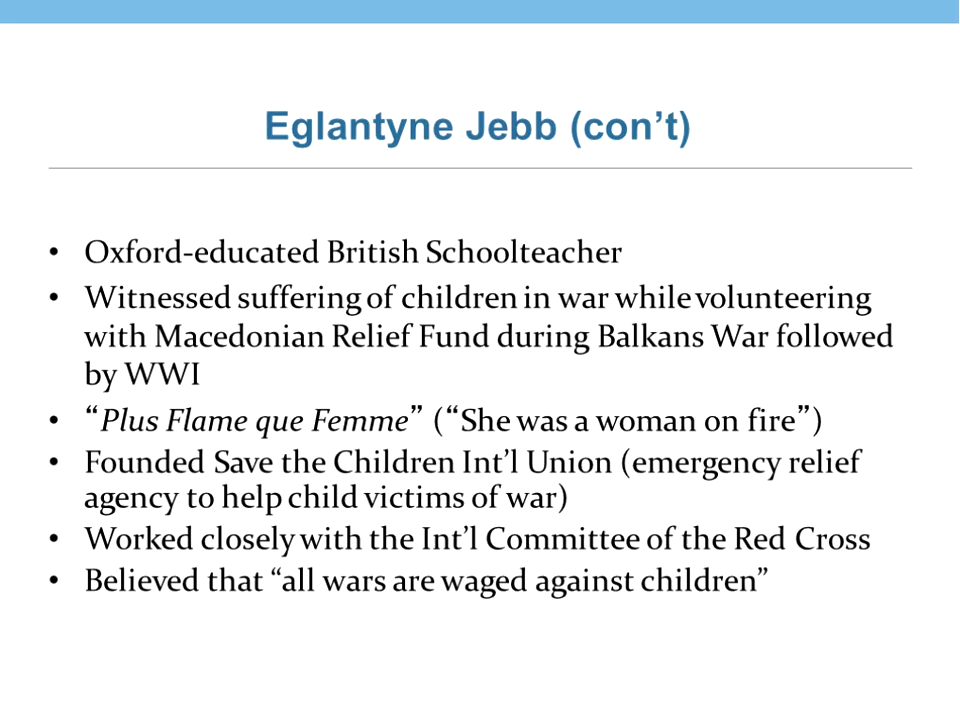 Eglantyne Jebb (con’t)
• Oxford-educated British Schoolteacher
• Witnessed suffering of children in war while volunteering
with Macedonian Relief Fund during Balkans War followed
by WWI
• “Plus Flame que Femme” (“She was a woman on fire”)
• Founded Save the Children Int’l Union (emergency relief
agency to help child victims of war)
• Worked closely with the Int’l Committee of the Red Cross
• Believed that “all wars are waged against children”